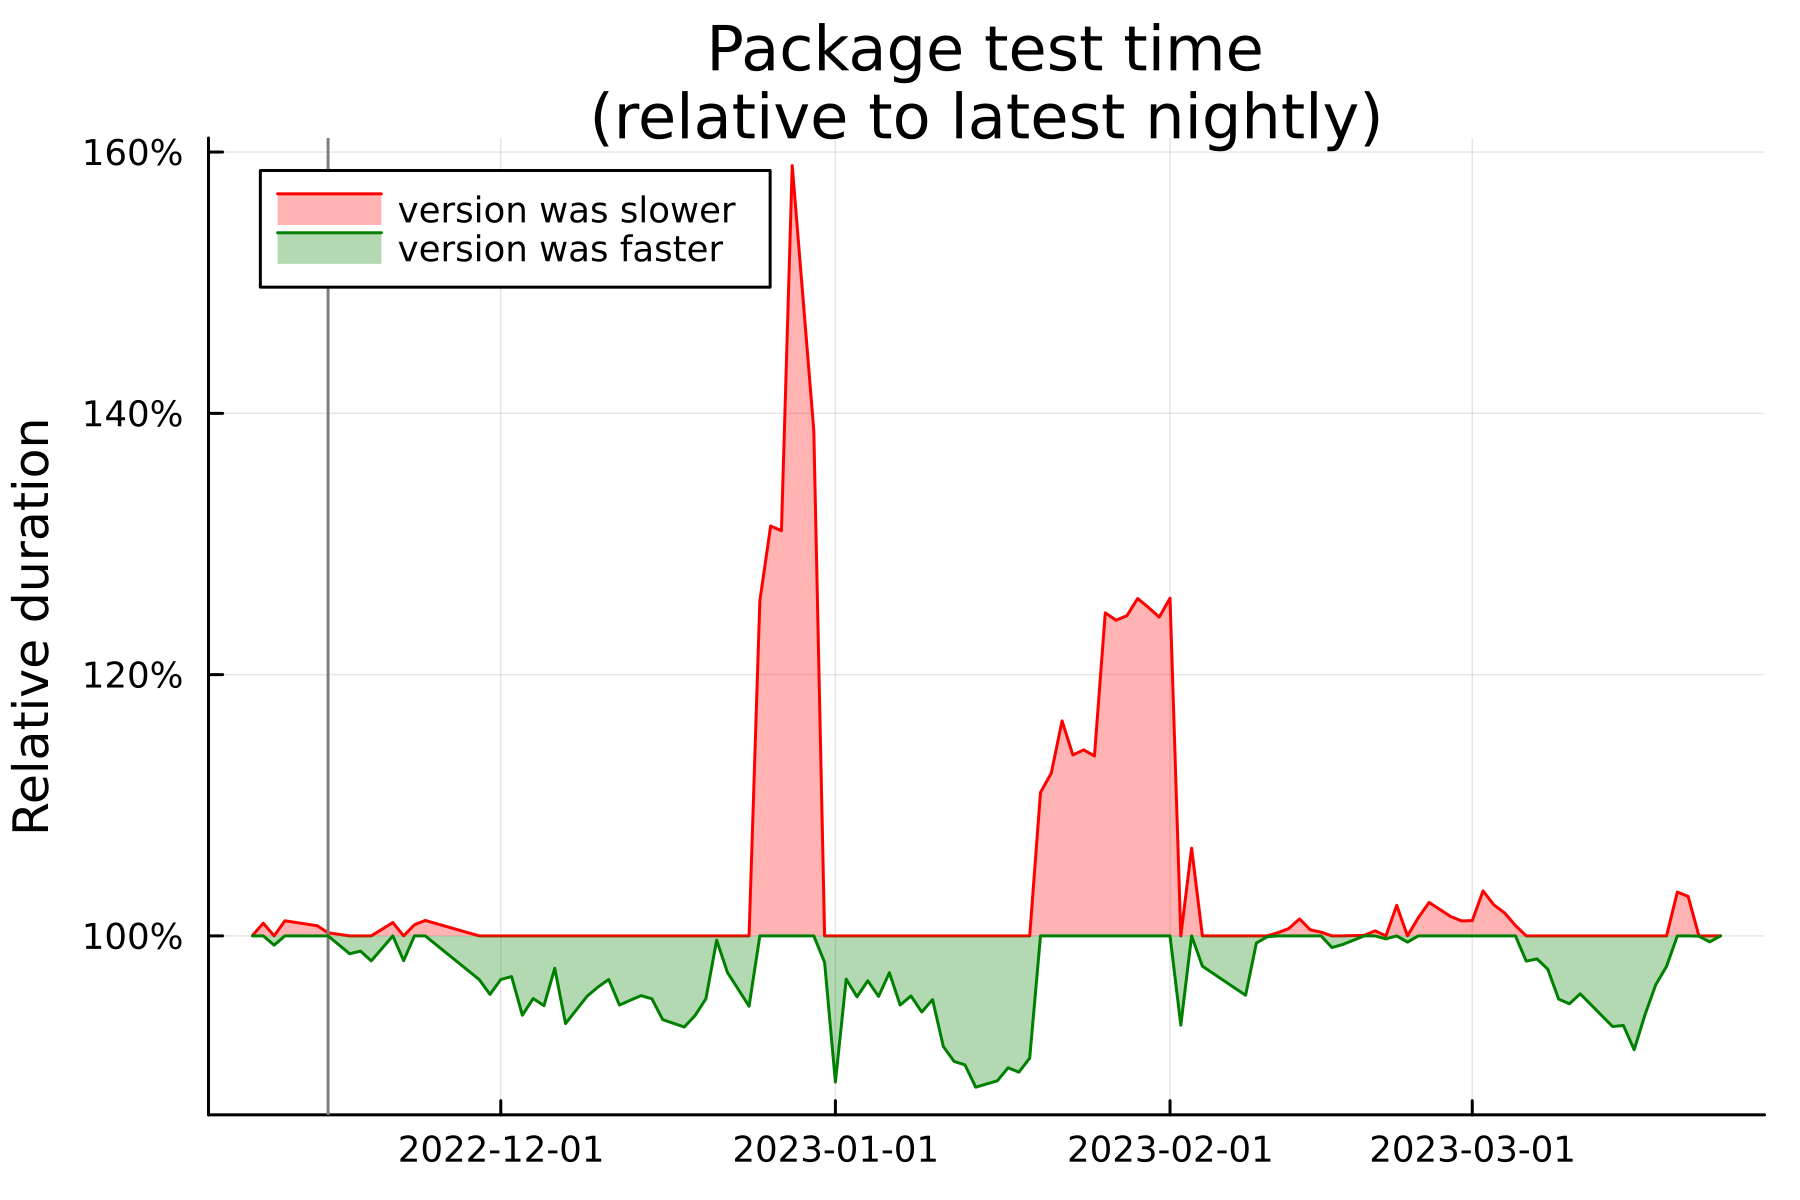 Package test time
(relative to latest nightly)
160%
version was slower
version was faster
140%
Relative duration
120%
100%
2022-12-01
2023-01-01
2023-02-01
2023-03-01